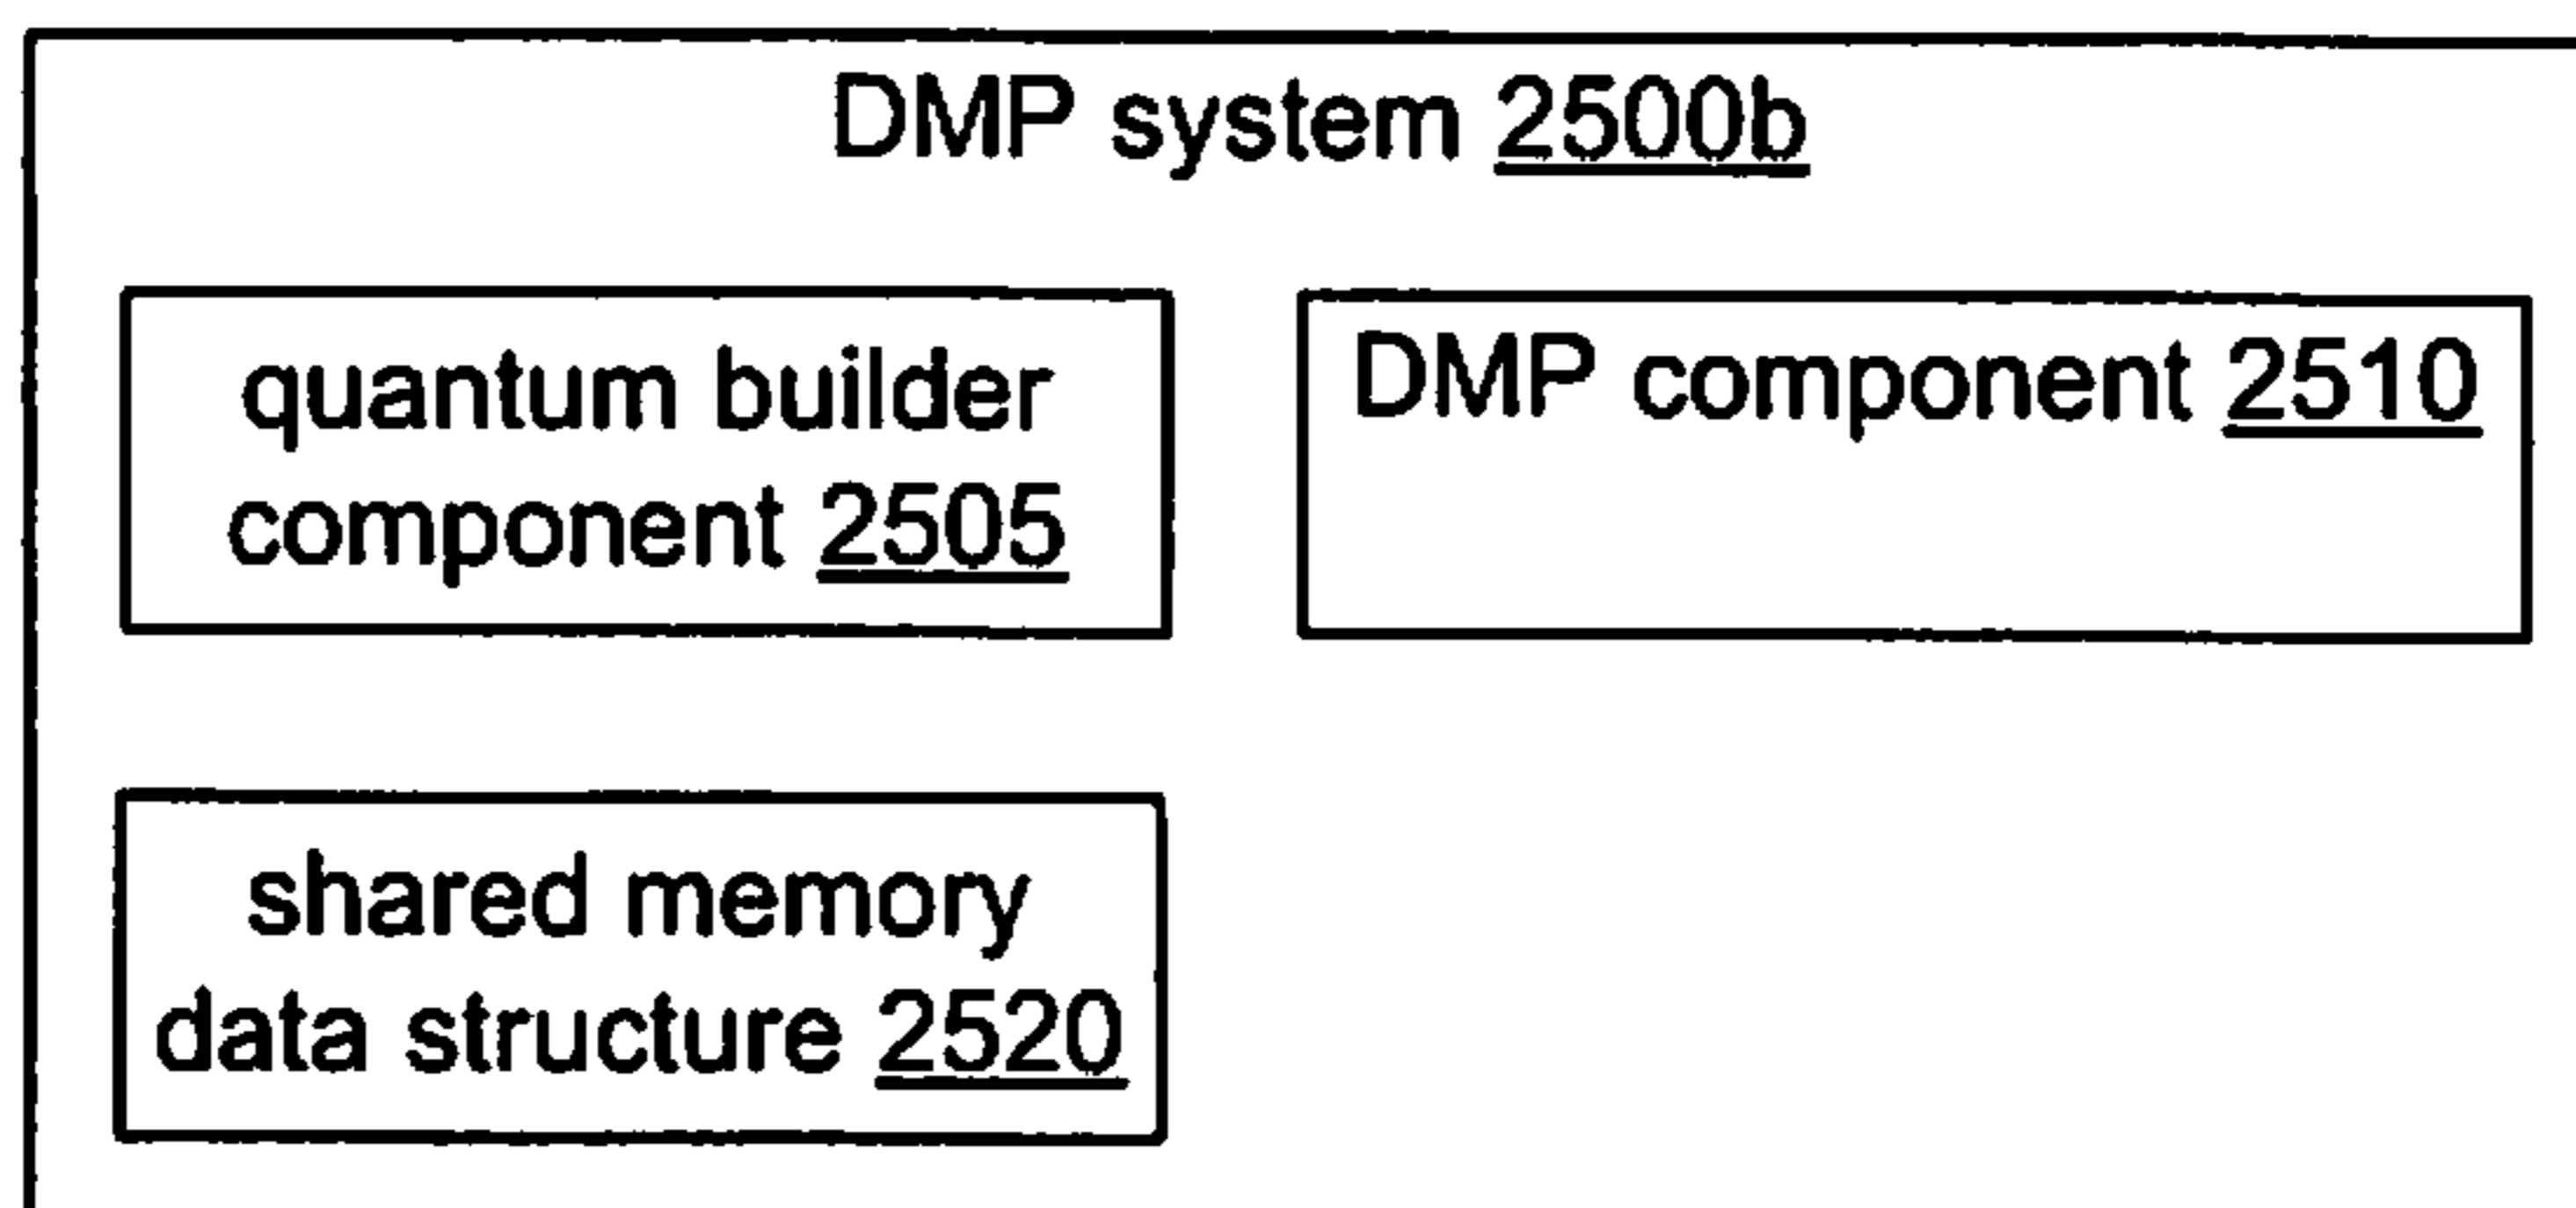 DMP system 2500b
quantum builder
component 2505
DMP component 2510
shared memory
data structure 2520